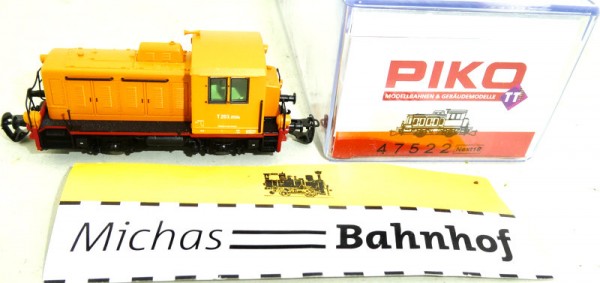 PIKO
MODELLBAHNEN & GEBÄUDEMODELLE
TT
47522
Michas Bahnhof